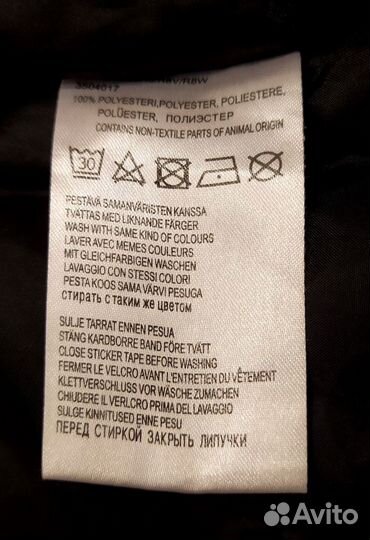 3504017
100% POLYESTERI,POLYESTER, POLIESTERE,
POLÜESTER, ПОЛИЭСТЕР
CONTAINS NON-TEXTILE PARTS OF ANIMAL ORIGIN
30
PESTÄVÄ SAMANVÄRISTEN KANSSA
TVÄTTAS MED LIKNANDE FÄRGER
WASH WITH SAME KIND OF COLOURS
LAVER AVEC MEMES COULEURS
MIT GLEICHFARBIGEN WASCHEN
LAVAGGIO CON STESSI COLORI
PESTA KOOS SAMA VÄRVI PESUGA
стирать с таким же цветом
SULJE TARRAT ENNEN PESUA
STÄNG KARDBORRE BAND FÖRE TVÄTT
CLOSE STICKER TAPE BEFORE WASHING
FERMER LE VELCRO AVANT L'ENTRETIEN DU VÊTEMENT
KLETTVERSCHLUSS VOR WÄSCHE ZUMACHEN
CHIUDERE IL VERLCRO PRIMA DEL LAVAGGIO
SULGE KINNITUSED ENNE PESU
ПЕРЕД СТИРКОЙ ЗАКРЫТЬ ЛИПУЧКИ
Avito